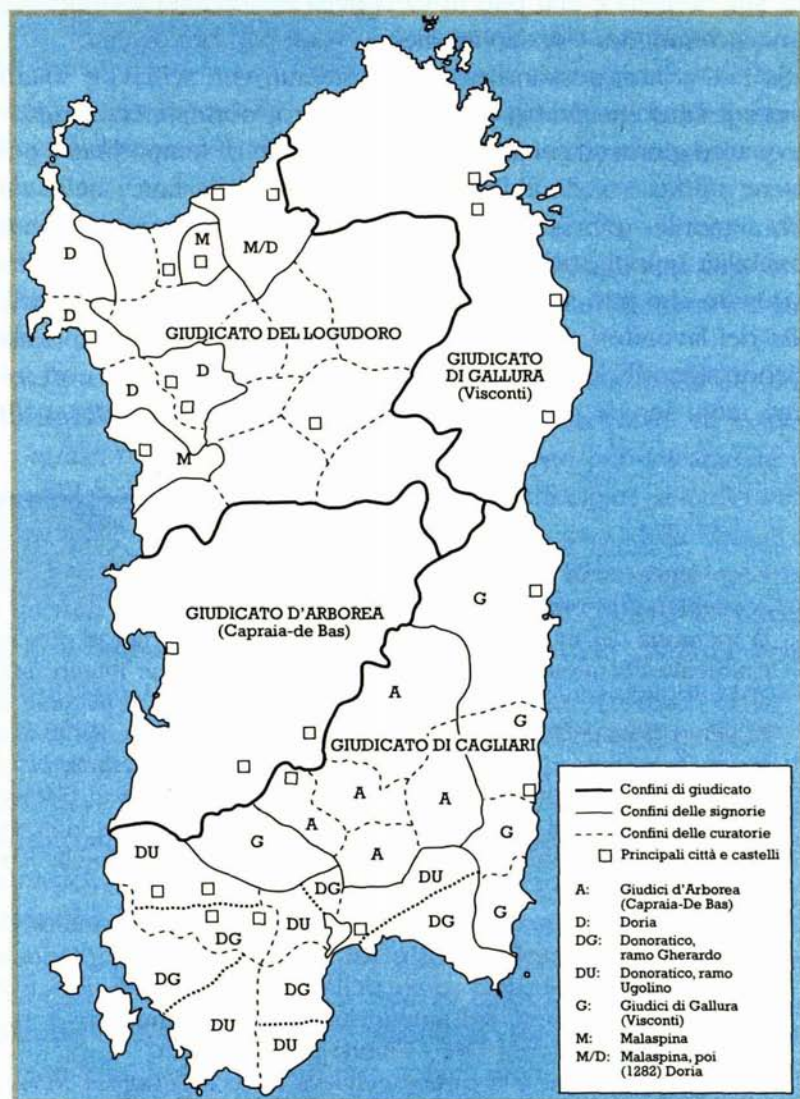 D
M
M/D
D
GIUDICATO DEL LOGUDORO
D
D
M
GIUDICATO
DI GALLURA
(Visconti)
GIUDICATO D'ARBOREA
(Capraia-de Bas)
G
A
G
GIUDICATO DI CAGLIARI
A
A
A
G
A
G
DU
DG
DU
G
DU
DG
DG
DG
DG
DU
DU
Confini di giudicato
Confini delle signorie
Confini delle curatorie
Principali città e castelli
A: Giudici d'Arborea
(Capraia-De Bas)
D: Doria
DG: Donoratico,
ramo Gherardo
DU: Donoratico, ramo
Ugolino
G: Giudici di Gallura
(Visconti)
M: Malaspina
M/D: Malaspina, poi
(1282) Doria